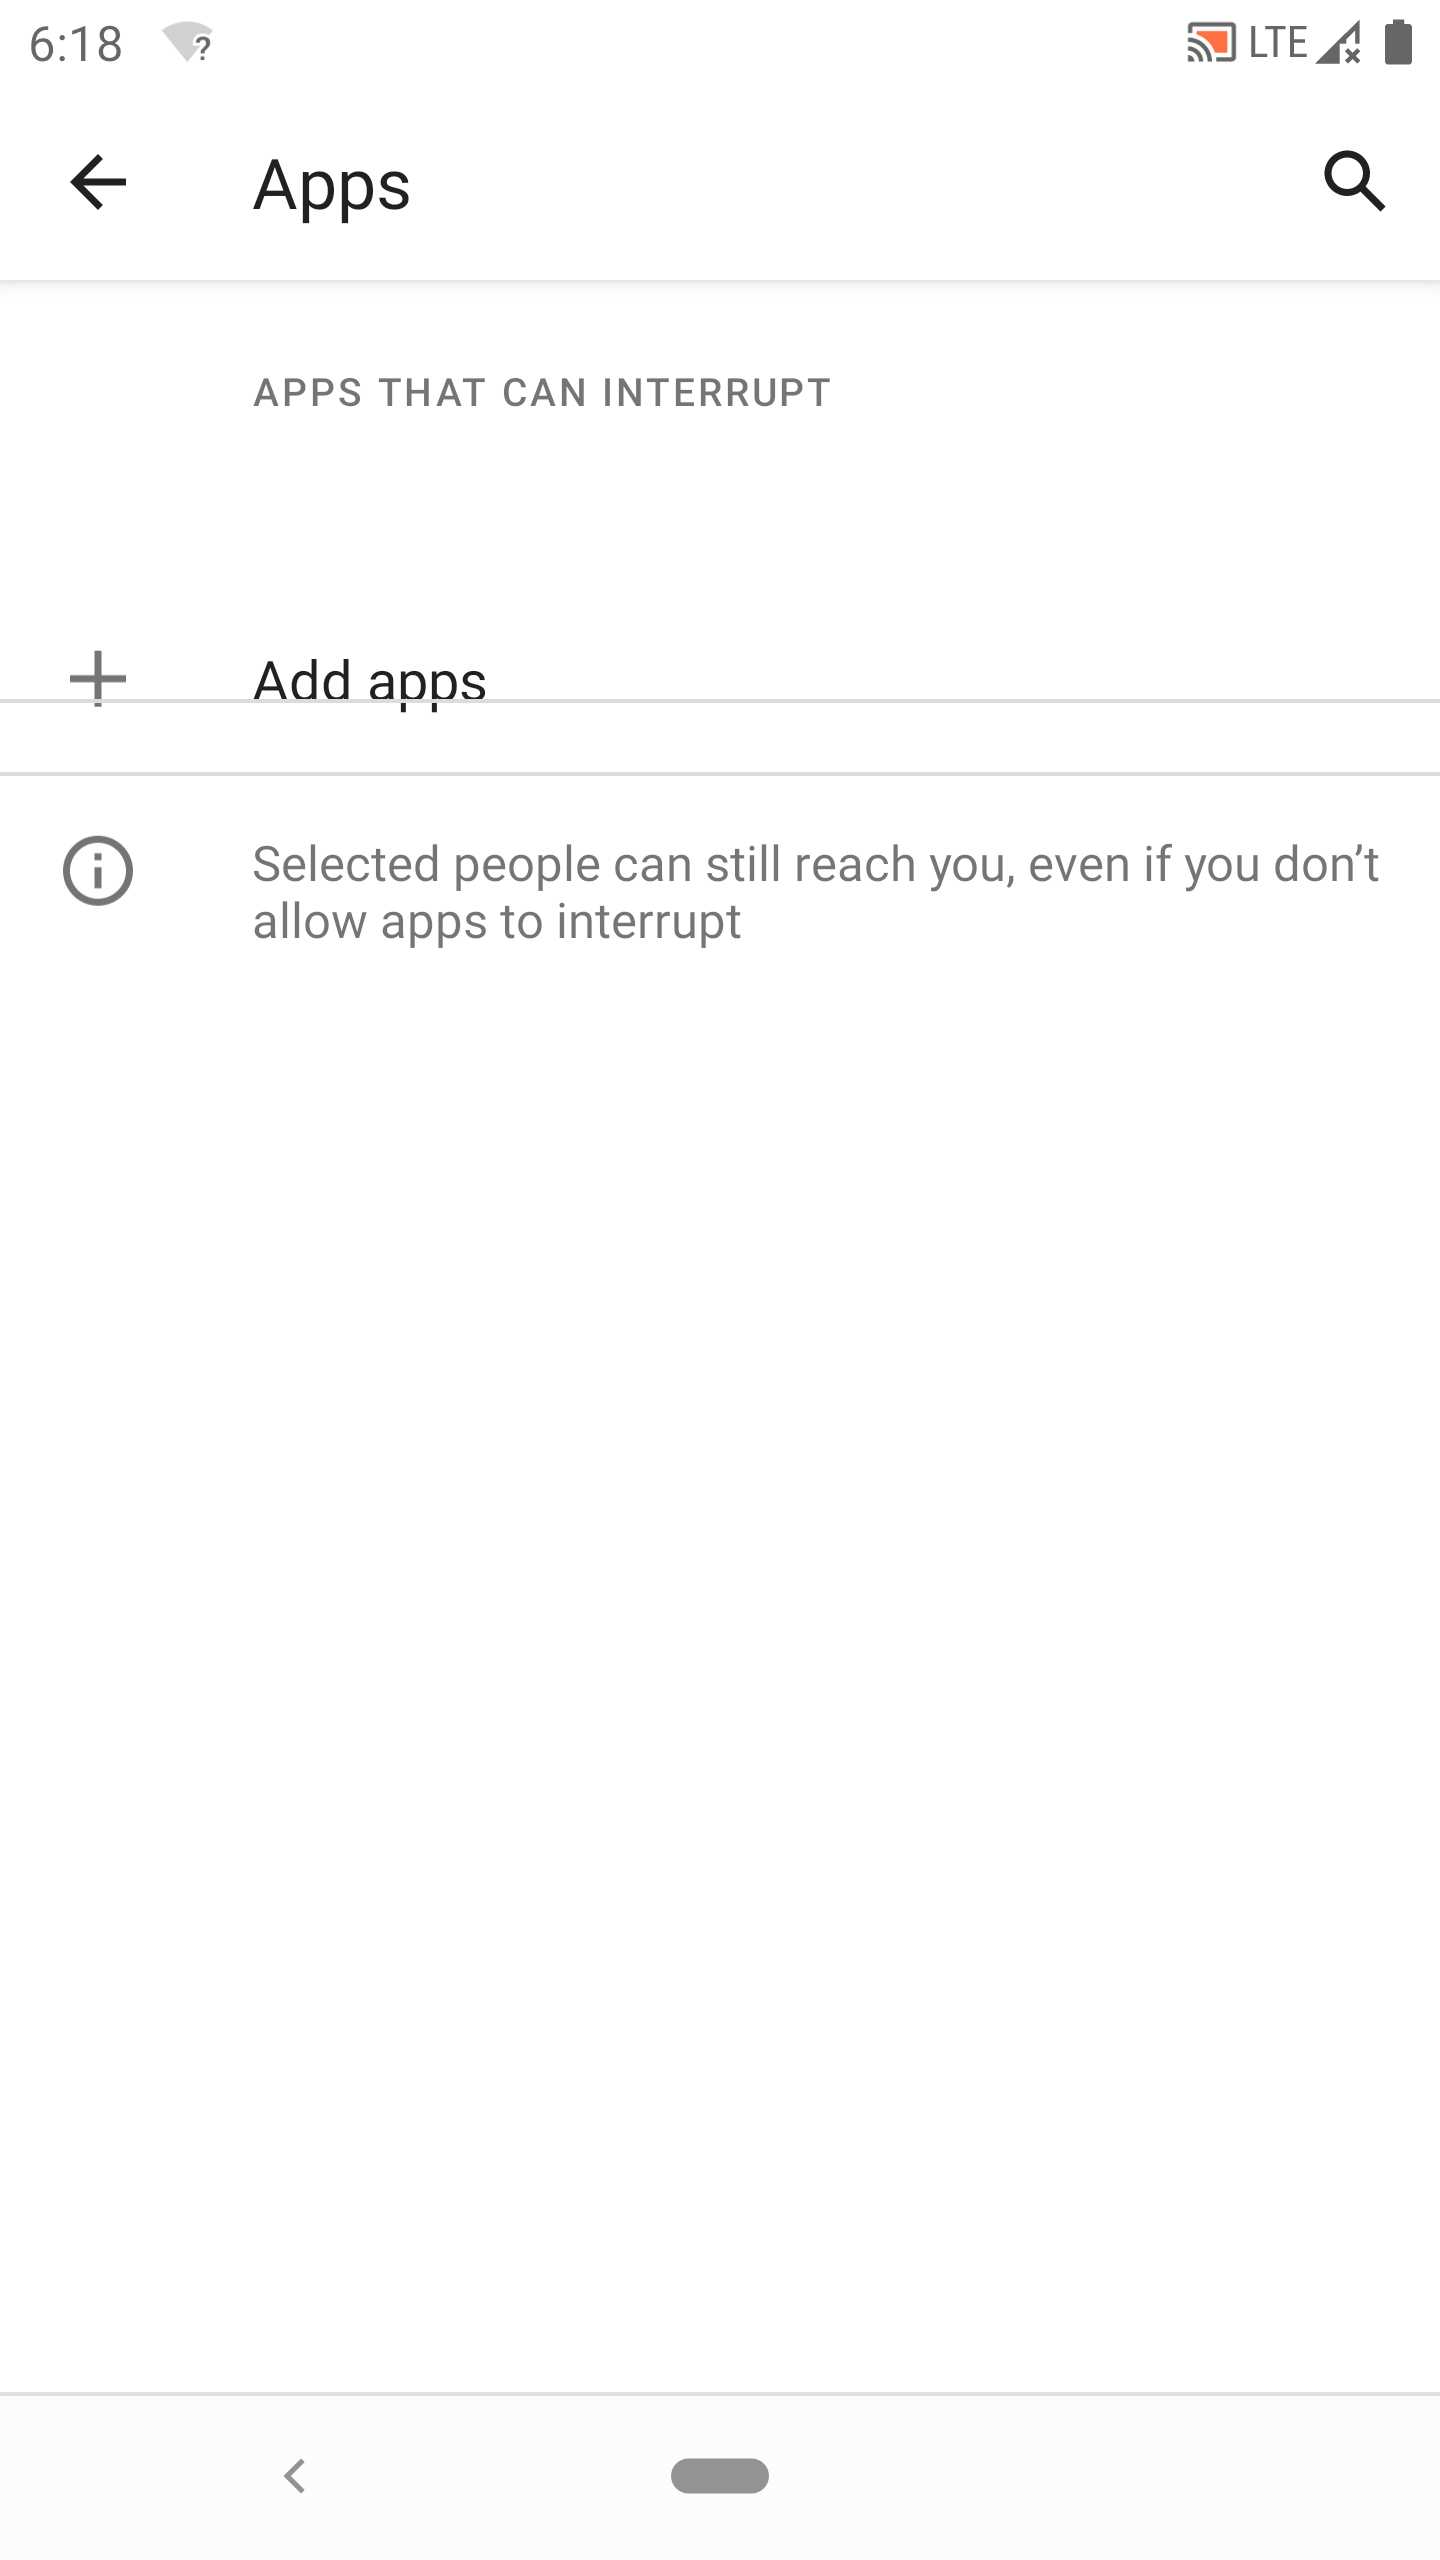 6:18
LTE
Apps
APPS THAT CAN INTERRUPT
Add apps
Selected people can still reach you, even if you don’t
allow apps to interrupt